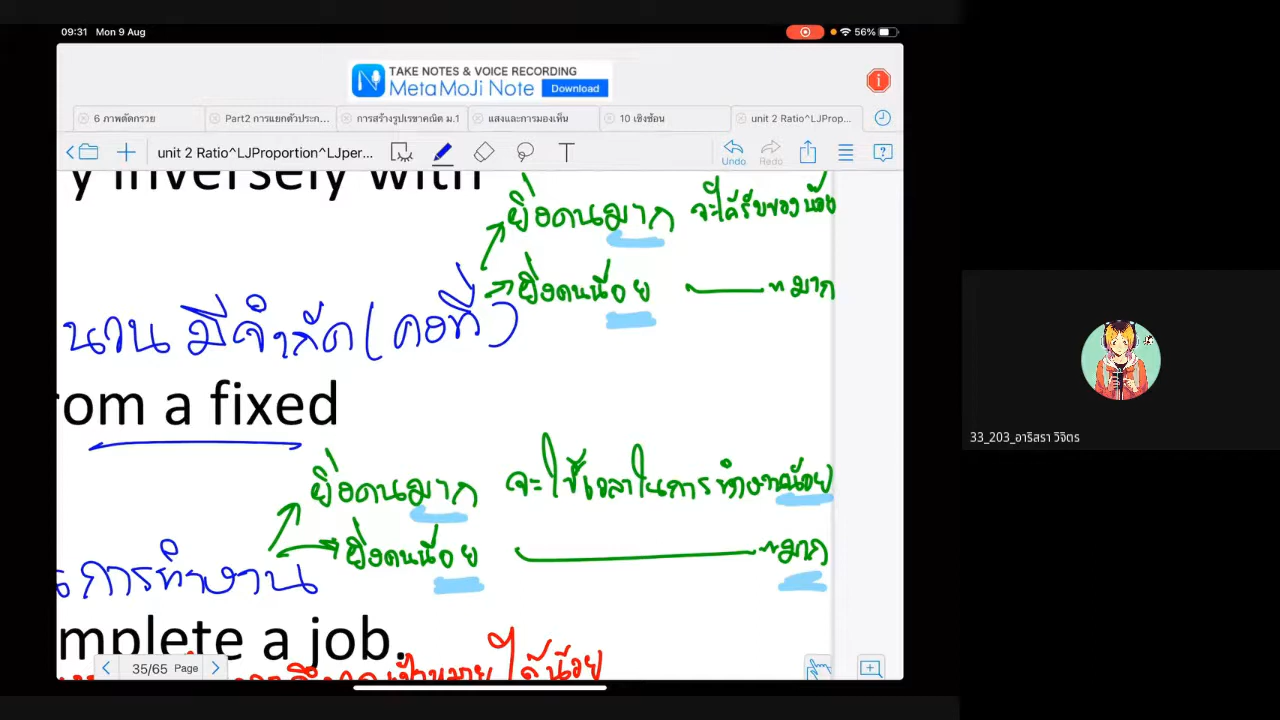 09:31 Mon 9 Aug
56%
TAKE NOTES & VOICE RECORDING
MetaMoJi Note Download
6 ภาพตัดกรวย
Part2 การแยกตัวประก...
การสร้างรูปเรขาคณิต ม.1
แสงและการมองเห็น
10 เชิงซ้อน
unit 2 Ratio^LJProp...
unit 2 Ratio^LJProportion^LJper...
Undo
Redo
y inversely with
ยิ่งคนมาก จะได้รับของน้อย
ยิ่งคนน้อย มาก
นวน มีจำกัด (คงที่)
rom a fixed
ยิ่งคนมาก จะใช้เวลาในการทำงานน้อย
ยิ่งคนน้อย มาก
การทำงาน
mplete a job.
ได้น้อย
35/65 Page
33_203_อาริสรา วิจิตร